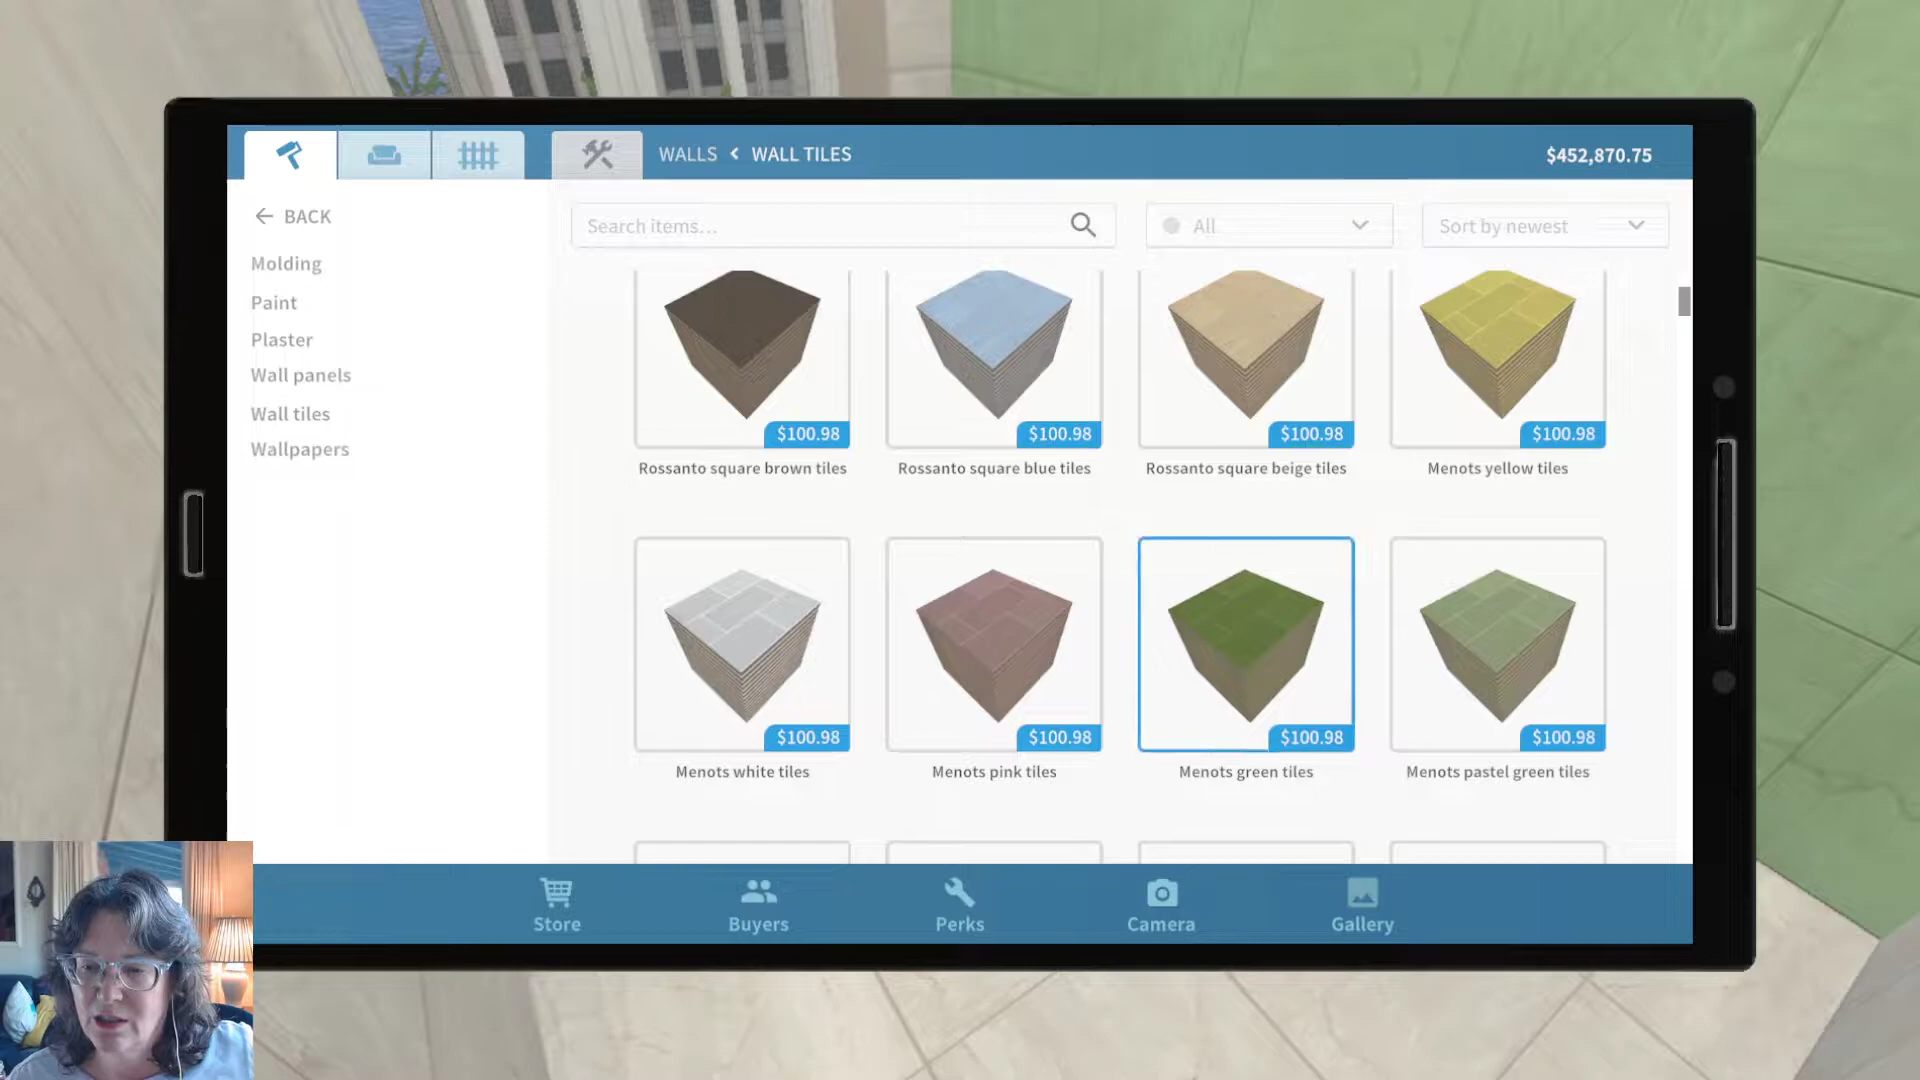 WALLS < WALL TILES
$452,870.75
BACK
Molding
Paint
Plaster
Wall panels
Wall tiles
Wallpapers
Search items...
All
Sort by newest
$100.98
$100.98
$100.98
$100.98
Rossanto square brown tiles
Rossanto square blue tiles
Rossanto square beige tiles
Menots yellow tiles
$100.98
$100.98
$100.98
$100.98
Menots white tiles
Menots pink tiles
Menots green tiles
Menots pastel green tiles
Store
Buyers
Perks
Camera
Gallery